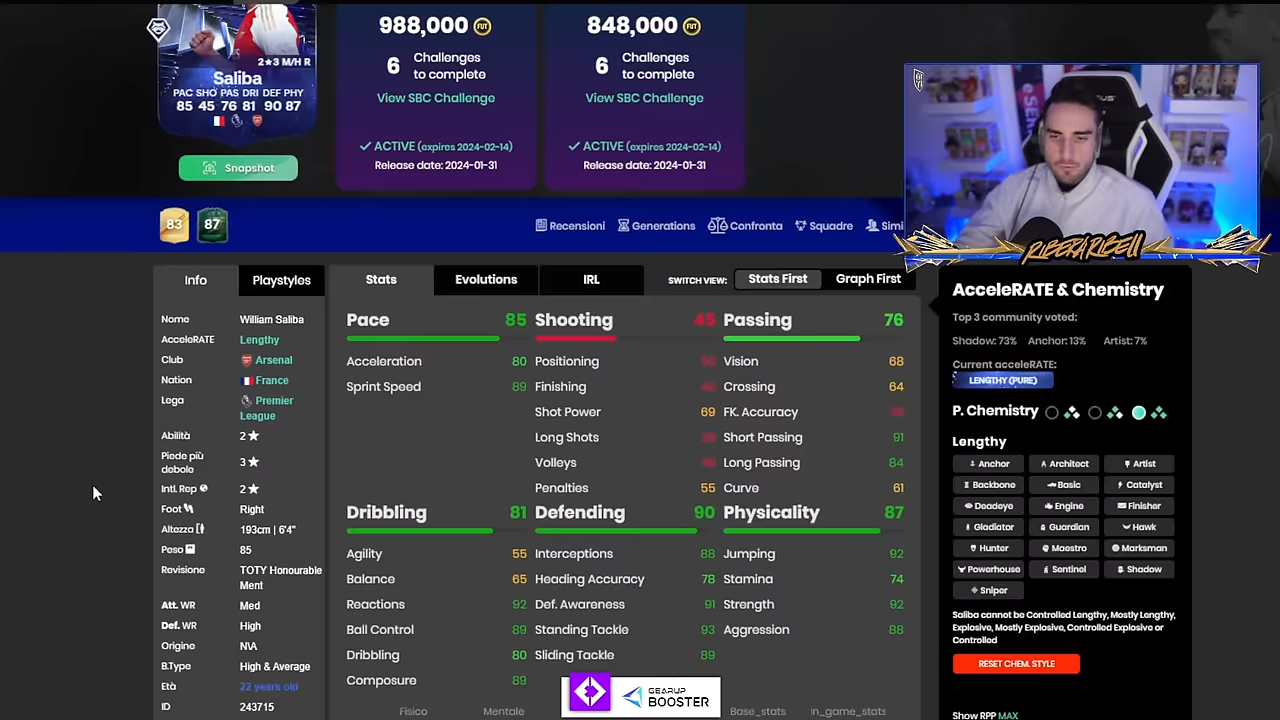 988,000 FUT
848,000 FUT
6 Challenges to complete
6 Challenges to complete
View SBC Challenge
View SBC Challenge
ACTIVE (expires 2024-02-14)
ACTIVE (expires 2024-02-14)
Release date: 2024-01-31
Release date: 2024-01-31
2★3 M/H R
Saliba
PAC SHO PAS DRI DEF PHY
85 45 76 81 90 87
Snapshot
83 87
Recensioni Generations Confronta Squadre Simi
RIBERARIBELL
Info Playstyles
Stats Evolutions IRL
SWITCH VIEW: Stats First Graph First
Nome William Saliba
AcceleRATE Lengthy
Club Arsenal
Nation France
Lega Premier League
Abilità 2 ★
Piede più debole 3 ★
Intl. Rep 2 ★
Foot Right
Altezza 193cm | 6'4"
Peso 85
Revisione TOTY Honourable Ment
Att. WR Med
Def. WR High
Origine N\A
B.Type High & Average
Età 22 years old
ID 243715
Pace 85
Acceleration 80
Sprint Speed 89
Shooting 45
Positioning
Finishing
Shot Power 69
Long Shots
Volleys
Penalties 55
Passing 76
Vision 68
Crossing 64
FK. Accuracy
Short Passing 91
Long Passing 84
Curve 61
Dribbling 81
Agility 55
Balance 65
Reactions 92
Ball Control 89
Dribbling 80
Composure 89
Defending 90
Interceptions 88
Heading Accuracy 78
Def. Awareness 91
Standing Tackle 93
Sliding Tackle 89
Physicality 87
Jumping 92
Stamina 74
Strength 92
Aggression 88
Fisico Mentale Base_stats in_game_stats
GEARUP
BOOSTER
AcceleRATE & Chemistry
Top 3 community voted:
Shadow: 73% Anchor: 13% Artist: 7%
Current acceleRATE:
LENGTHY (PURE)
P. Chemistry
Lengthy
Anchor Architect Artist
Backbone Basic Catalyst
Deadeye Engine Finisher
Gladiator Guardian Hawk
Hunter Maestro Marksman
Powerhouse Sentinel Shadow
Sniper
Saliba cannot be Controlled Lengthy, Mostly Lengthy,
Explosive, Mostly Explosive, Controlled Explosive or
Controlled
RESET CHEM. STYLE
Show RPP MAX